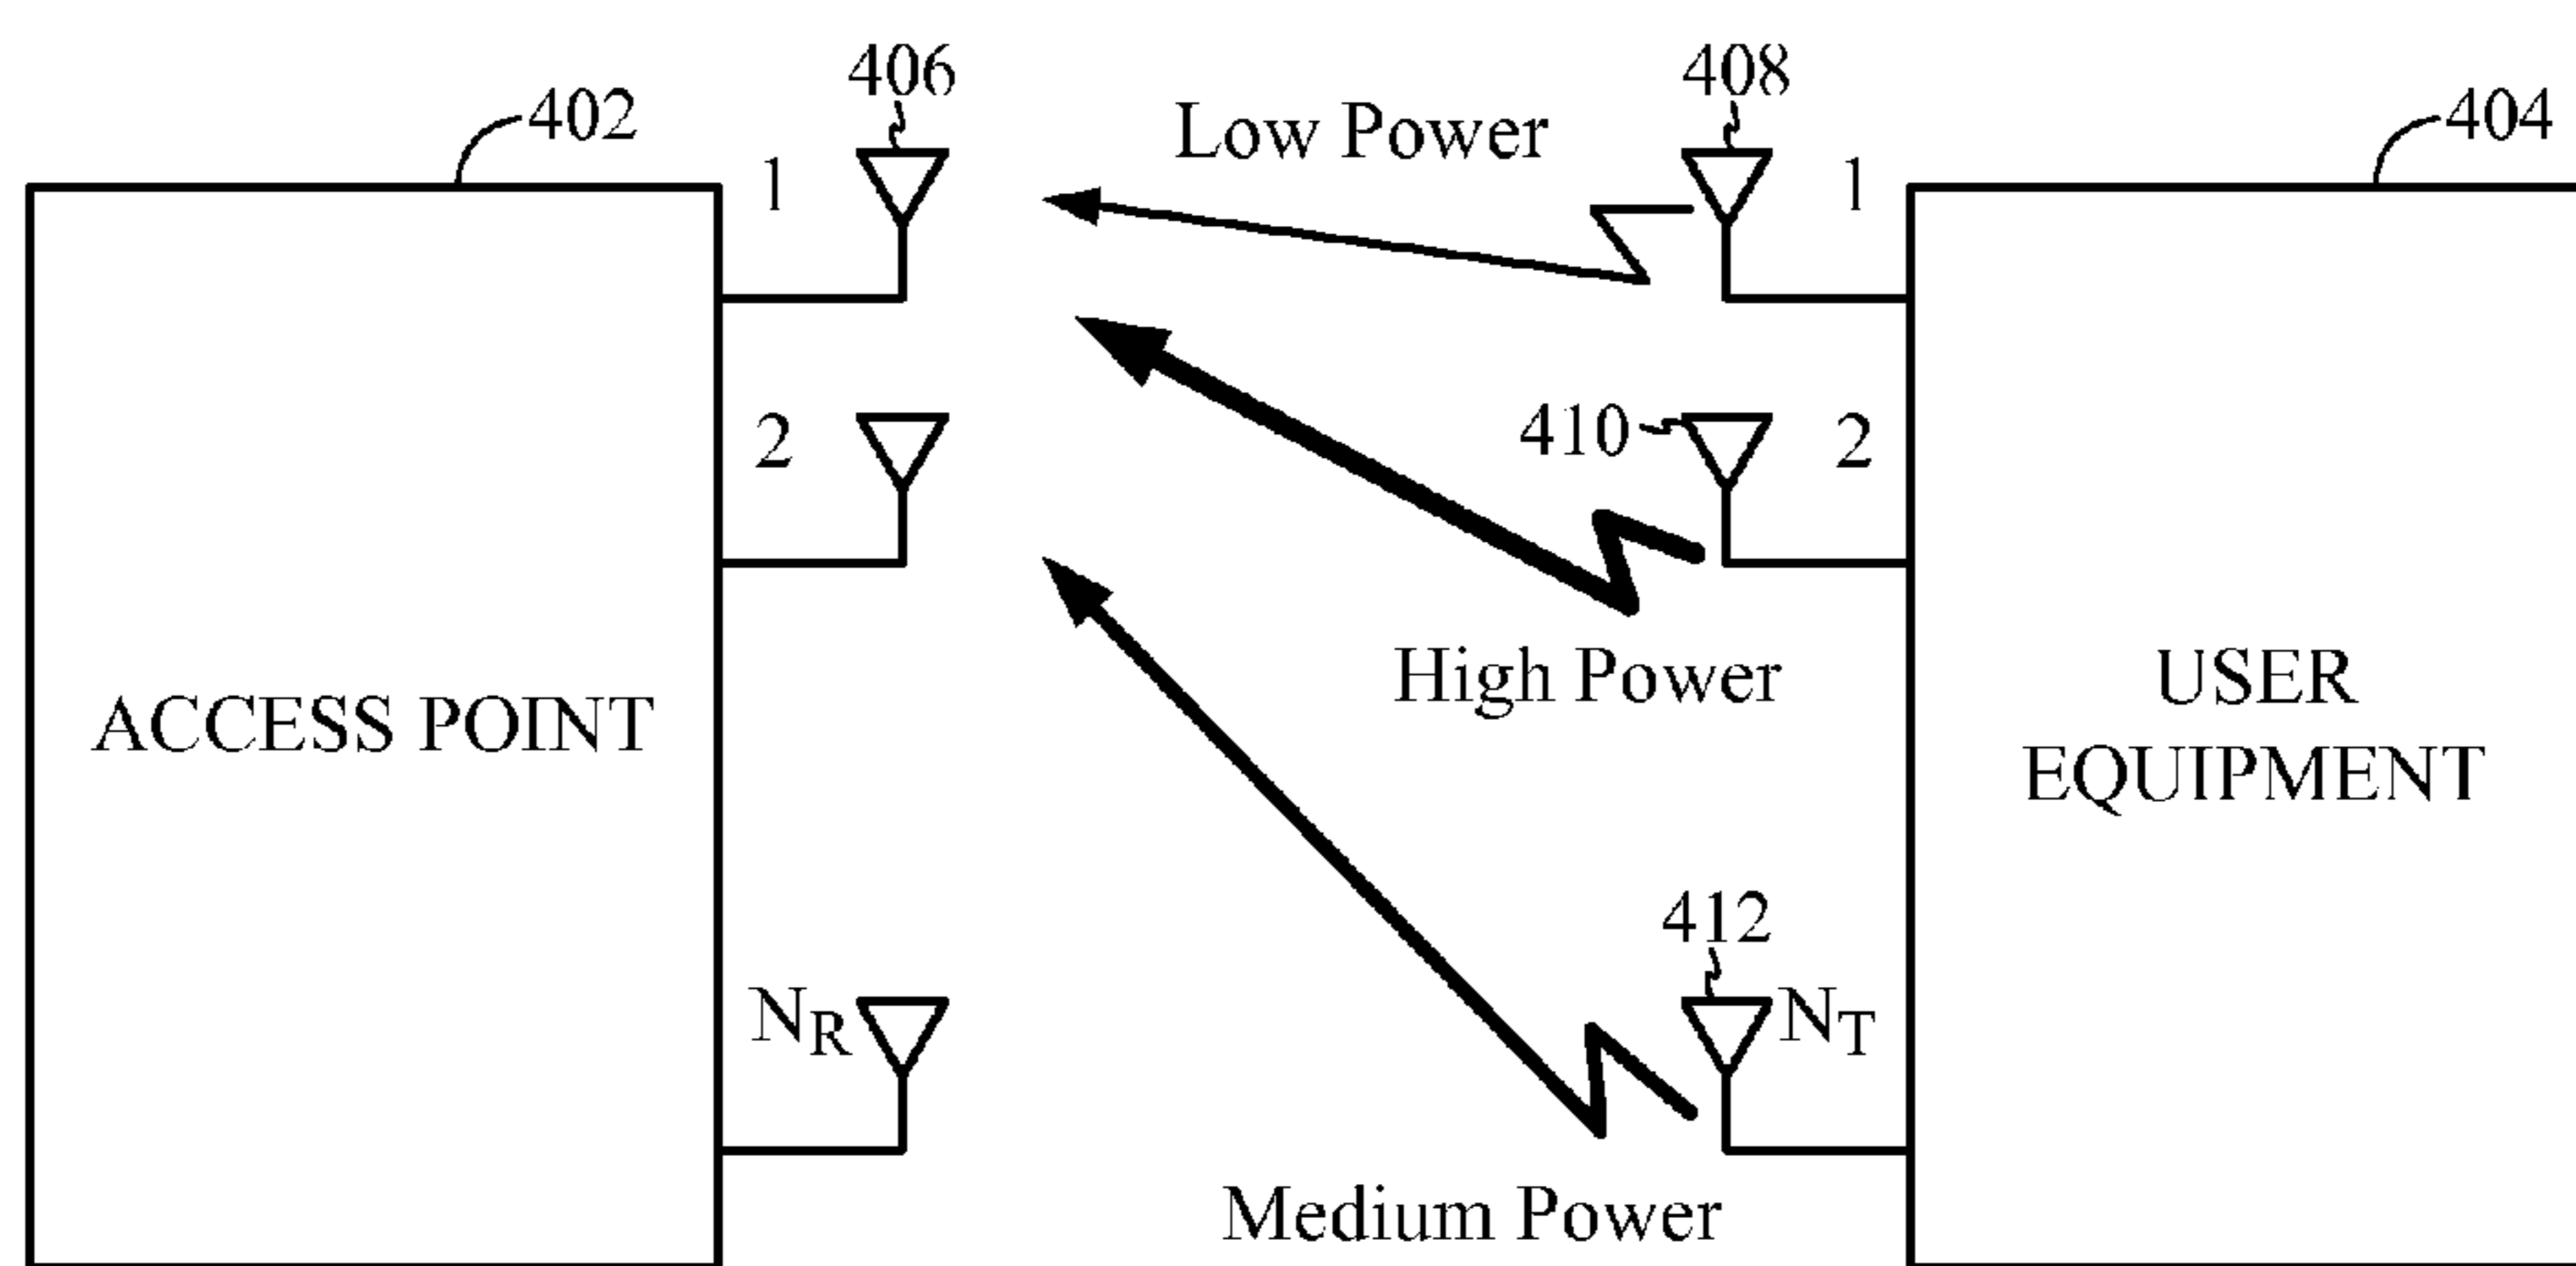 406
408
402
Low Power
404
1
1
2
410
2
High Power
ACCESS POINT
USER
EQUIPMENT
412
NR
NT
Medium Power